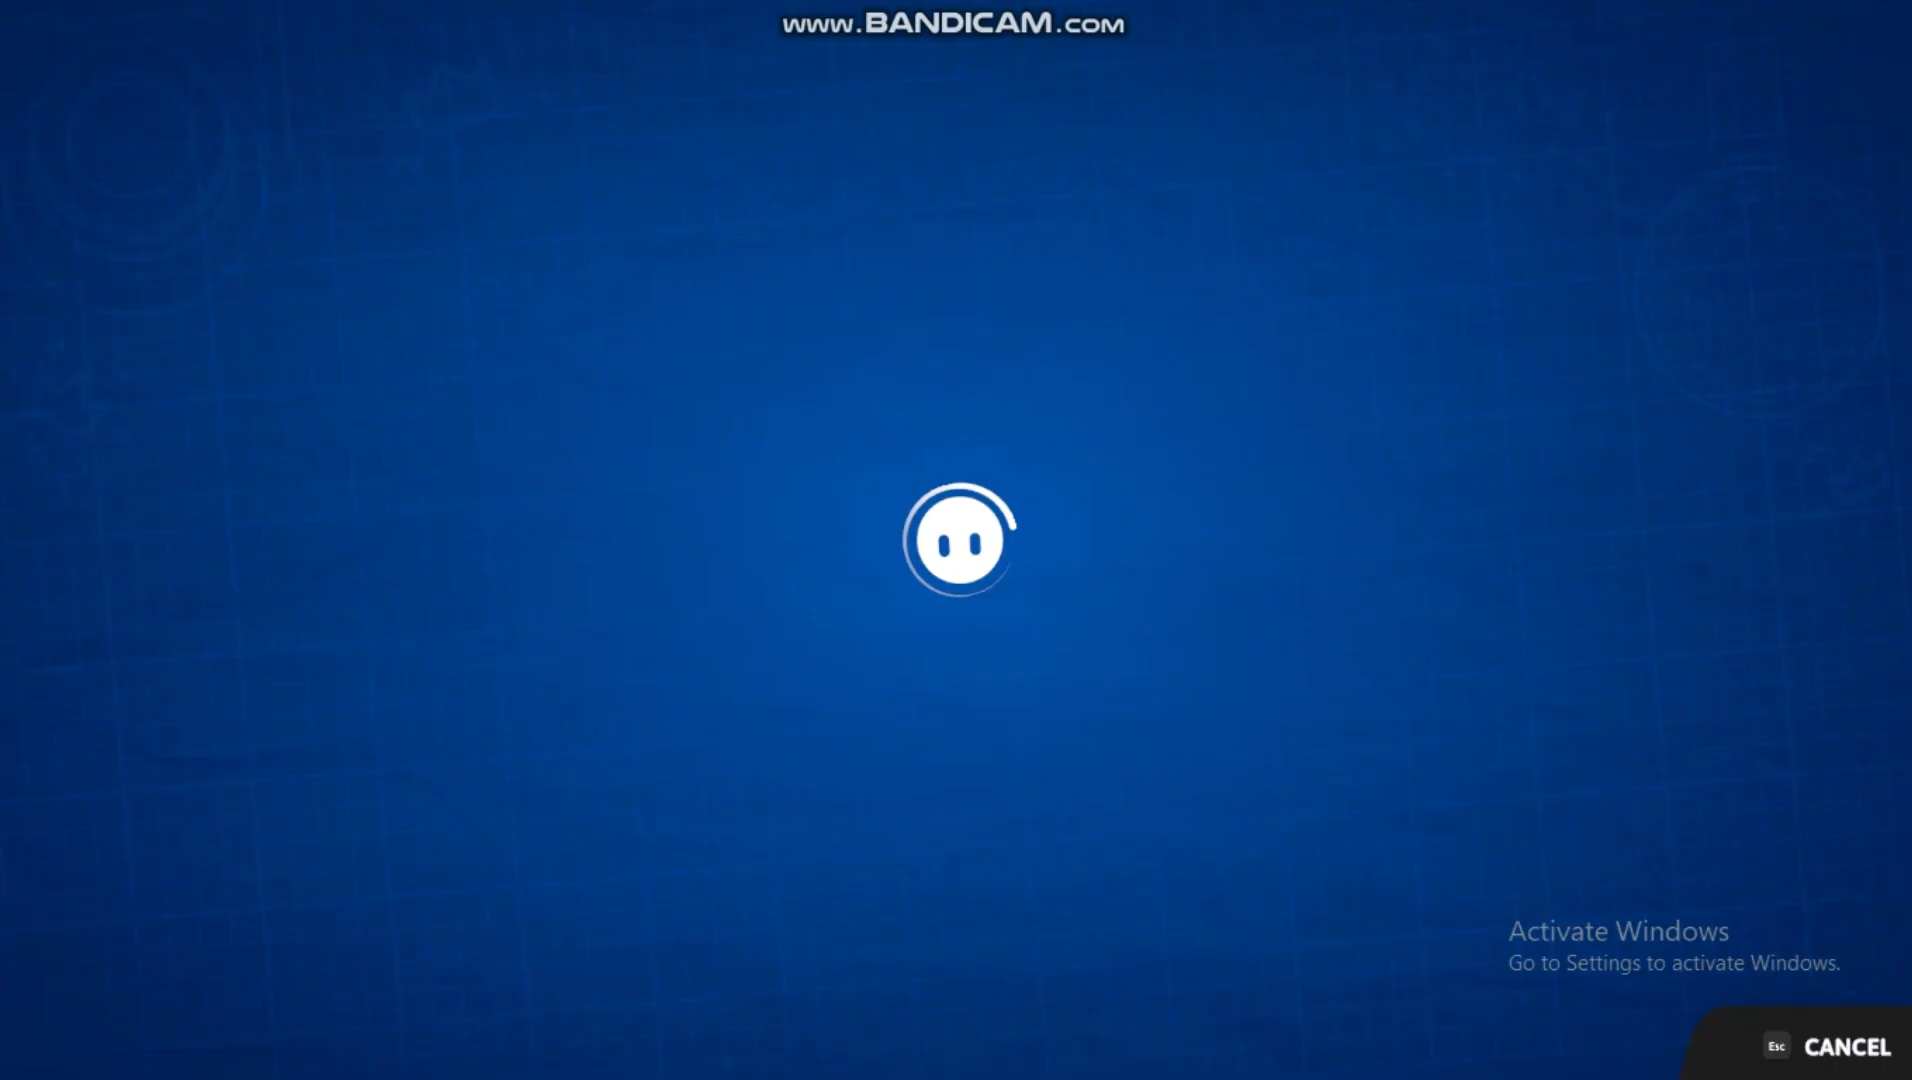 www.BANDICAM.com
Activate Windows
Go to Settings to activate Windows.
Esc CANCEL